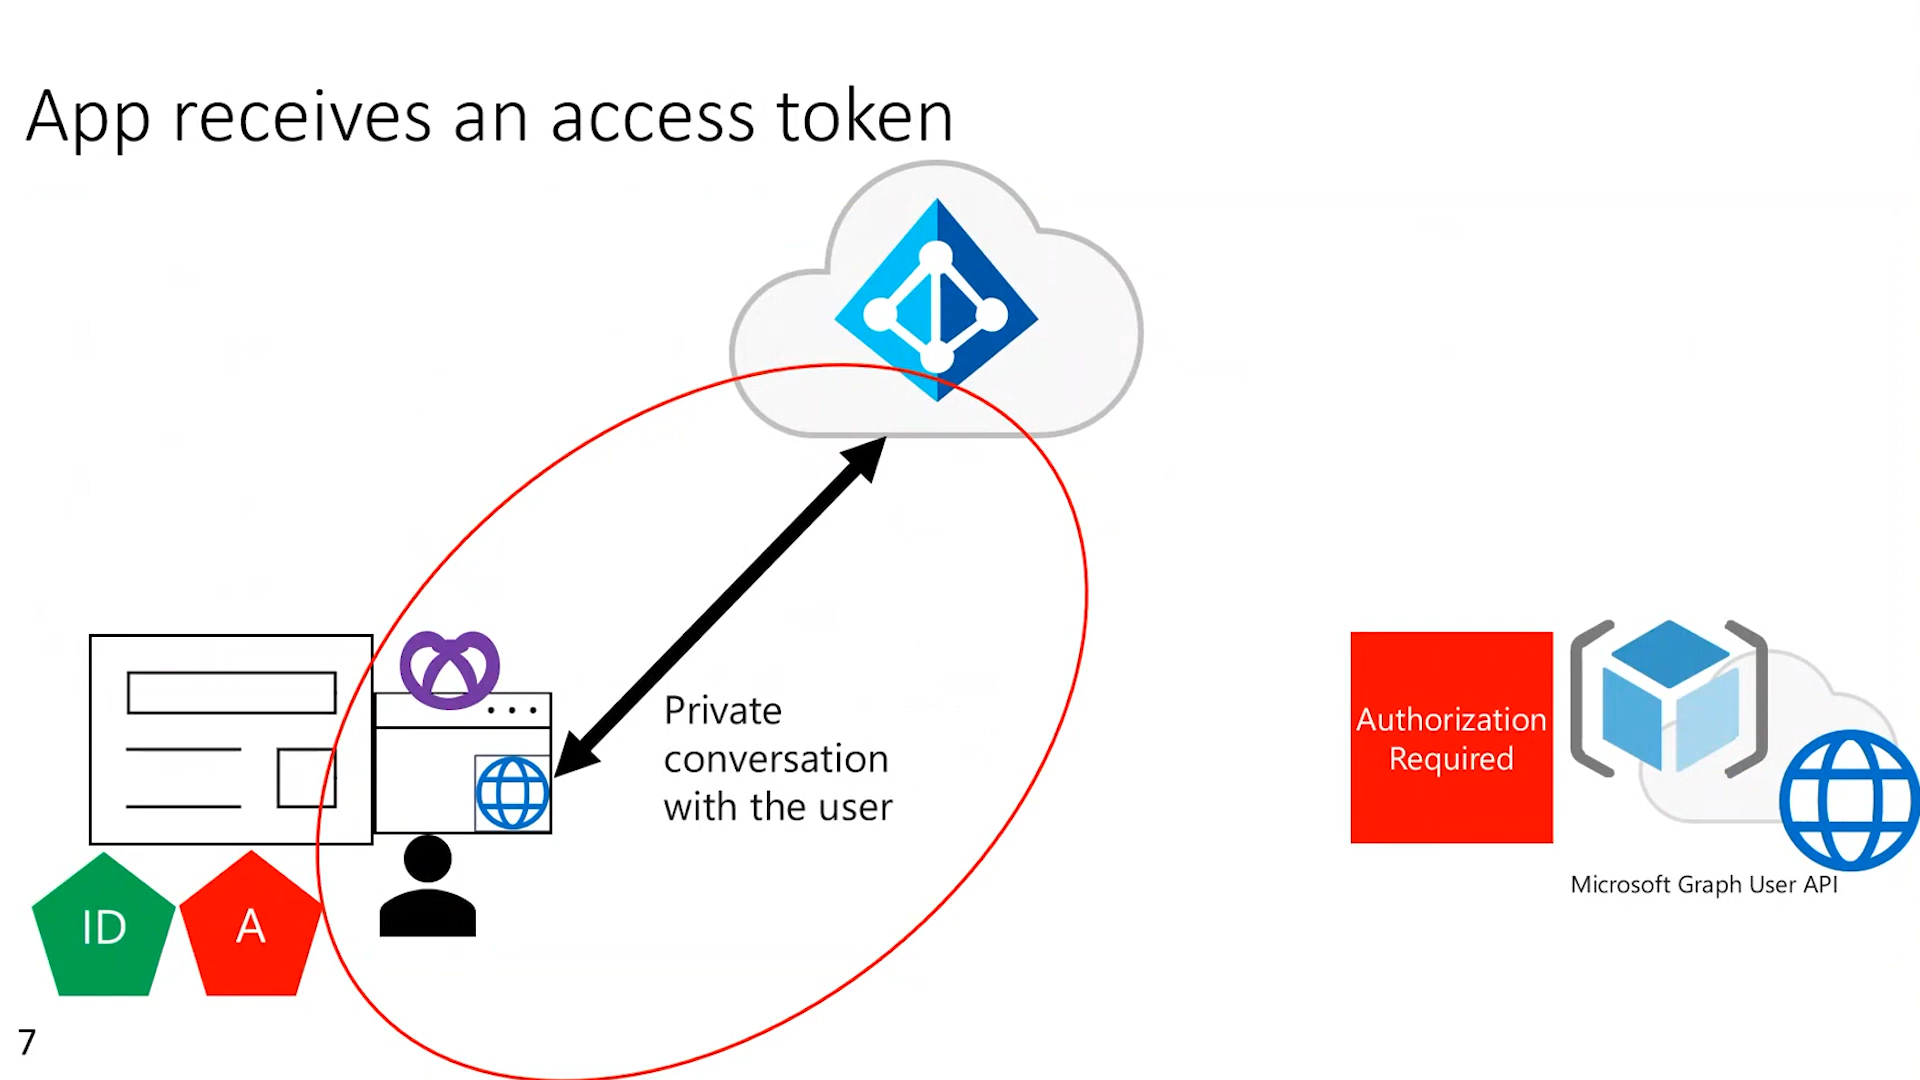 App receives an access token
Private
conversation
with the user
Authorization
Required
Microsoft Graph User API
ID
A
7